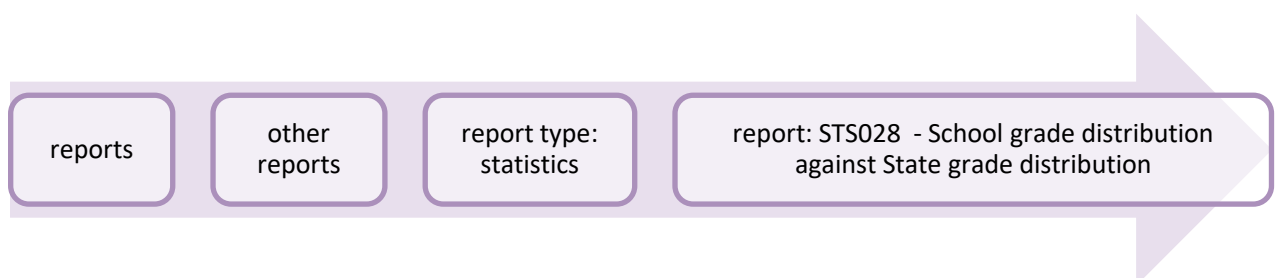 reports
other
reports
report type:
statistics
report: STS028  - School grade distribution
against State grade distribution